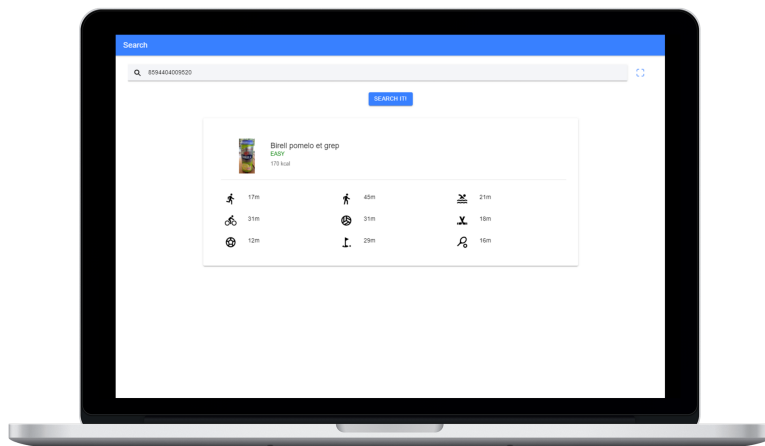 Search
8594404009520
SEARCH IT!
Birell pomelo et grep
EASY
170 kcal
17m
45m
21m
31m
31m
18m
12m
29m
16m